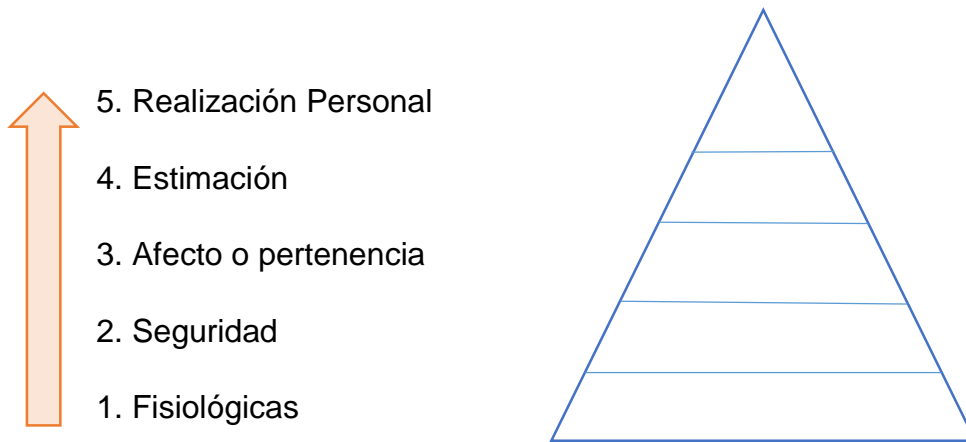 5. Realización Personal
4. Estimación
3. Afecto o pertenencia
2. Seguridad
1. Fisiológicas